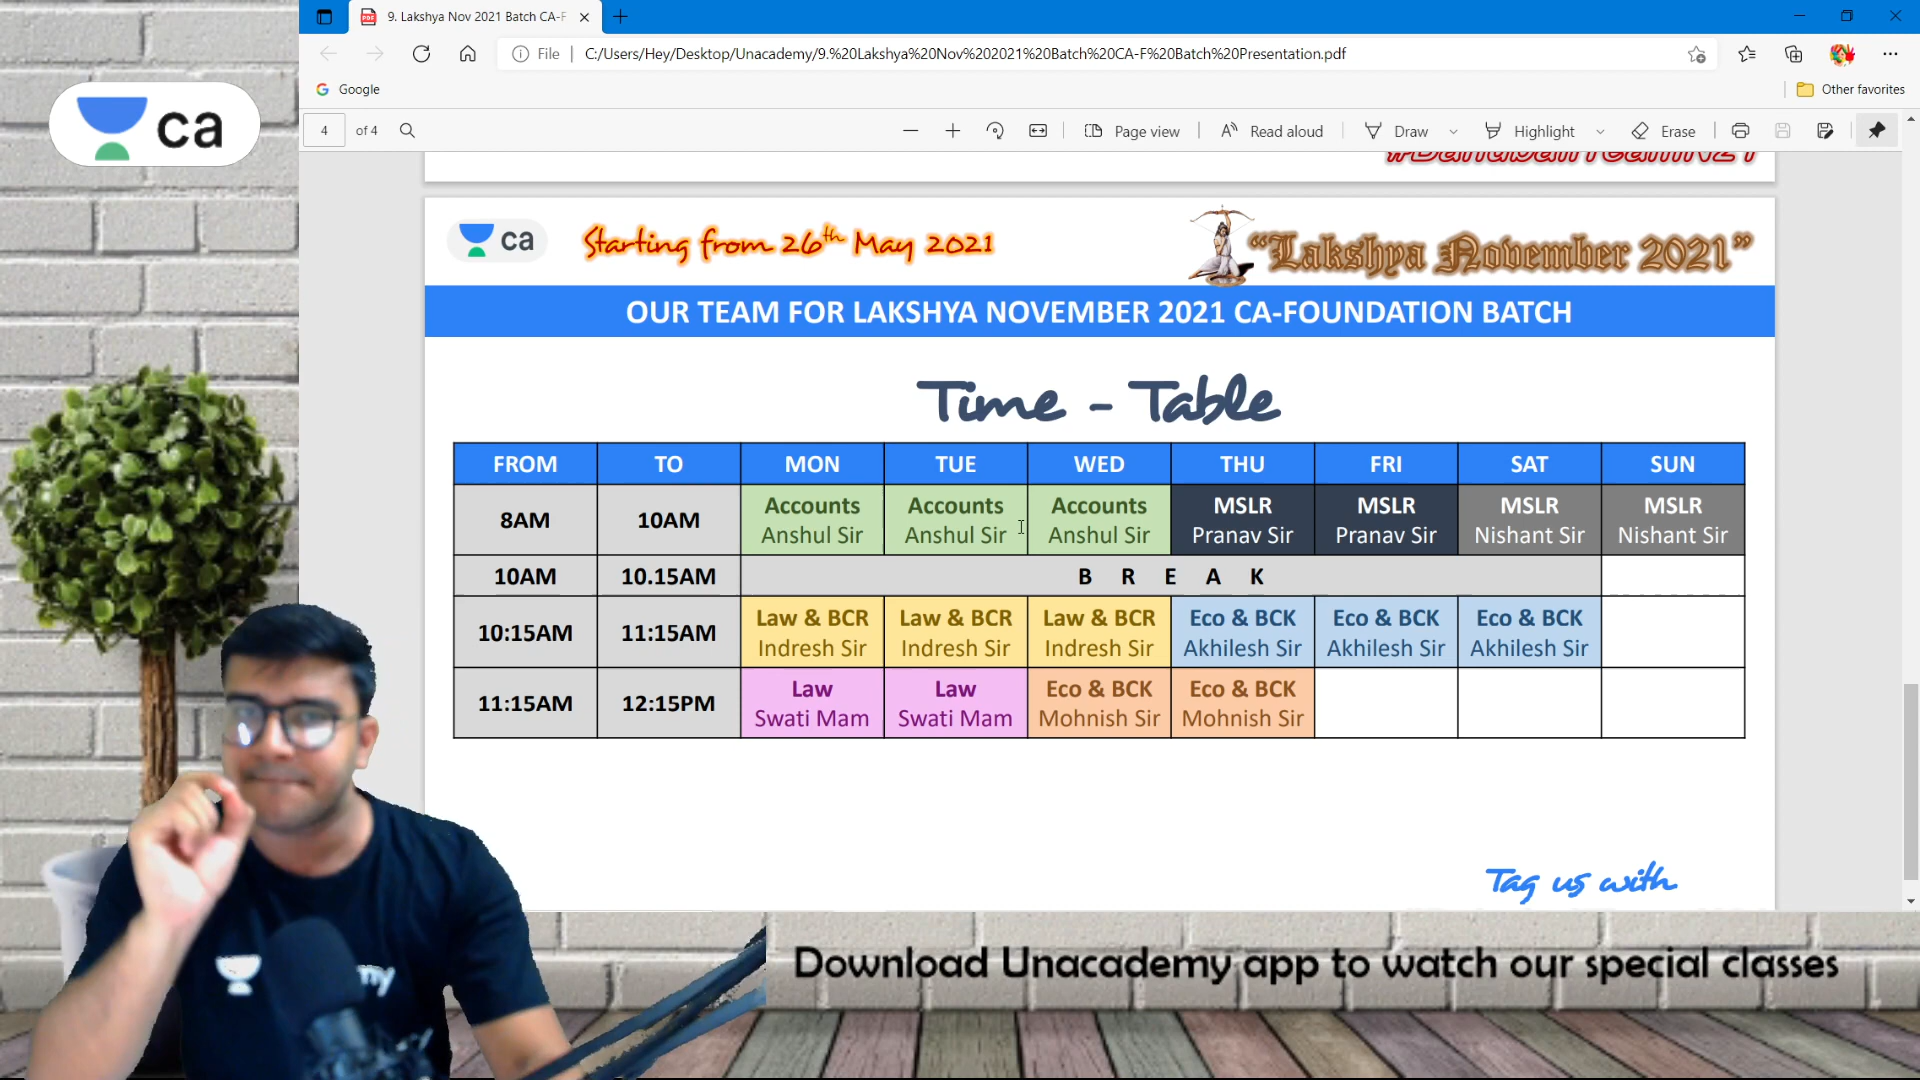 9. Lakshya Nov 2021 Batch CA-F
File
C:/Users/Hey/Desktop/Unacademy/9.%20Lakshya%20Nov%202021%20Batch%20CA-F%20Batch%20Presentation.pdf
Google
Other favorites
4 of 4
Page view
Read aloud
Draw
Highlight
Erase
ca
ca
Starting from 26th May 2021
“Lakshya November 2021”
OUR TEAM FOR LAKSHYA NOVEMBER 2021 CA-FOUNDATION BATCH
Time - Table
FROM TO MON TUE WED THU FRI SAT SUN
8AM 10AM Accounts Anshul Sir Accounts Anshul Sir Accounts Anshul Sir MSLR Pranav Sir MSLR Pranav Sir MSLR Nishant Sir MSLR Nishant Sir
10AM 10.15AM B R E A K
10:15AM 11:15AM Law & BCR Indresh Sir Law & BCR Indresh Sir Law & BCR Indresh Sir Eco & BCK Akhilesh Sir Eco & BCK Akhilesh Sir Eco & BCK Akhilesh Sir
11:15AM 12:15PM Law Swati Mam Law Swati Mam Eco & BCK Mohnish Sir Eco & BCK Mohnish Sir
Tag us with
Download Unacademy app to watch our special classes